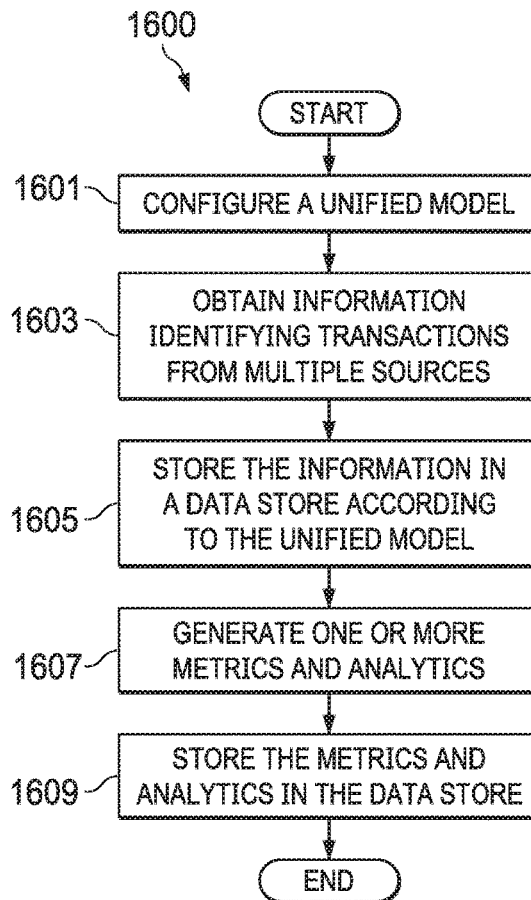 1600
START
1601
CONFIGURE A UNIFIED MODEL
1603
OBTAIN INFORMATION
IDENTIFYING TRANSACTIONS
FROM MULTIPLE SOURCES
1605
STORE THE INFORMATION IN
A DATA STORE ACCORDING
TO THE UNIFIED MODEL
1607
GENERATE ONE OR MORE
METRICS AND ANALYTICS
1609
STORE THE METRICS AND
ANALYTICS IN THE DATA STORE
END